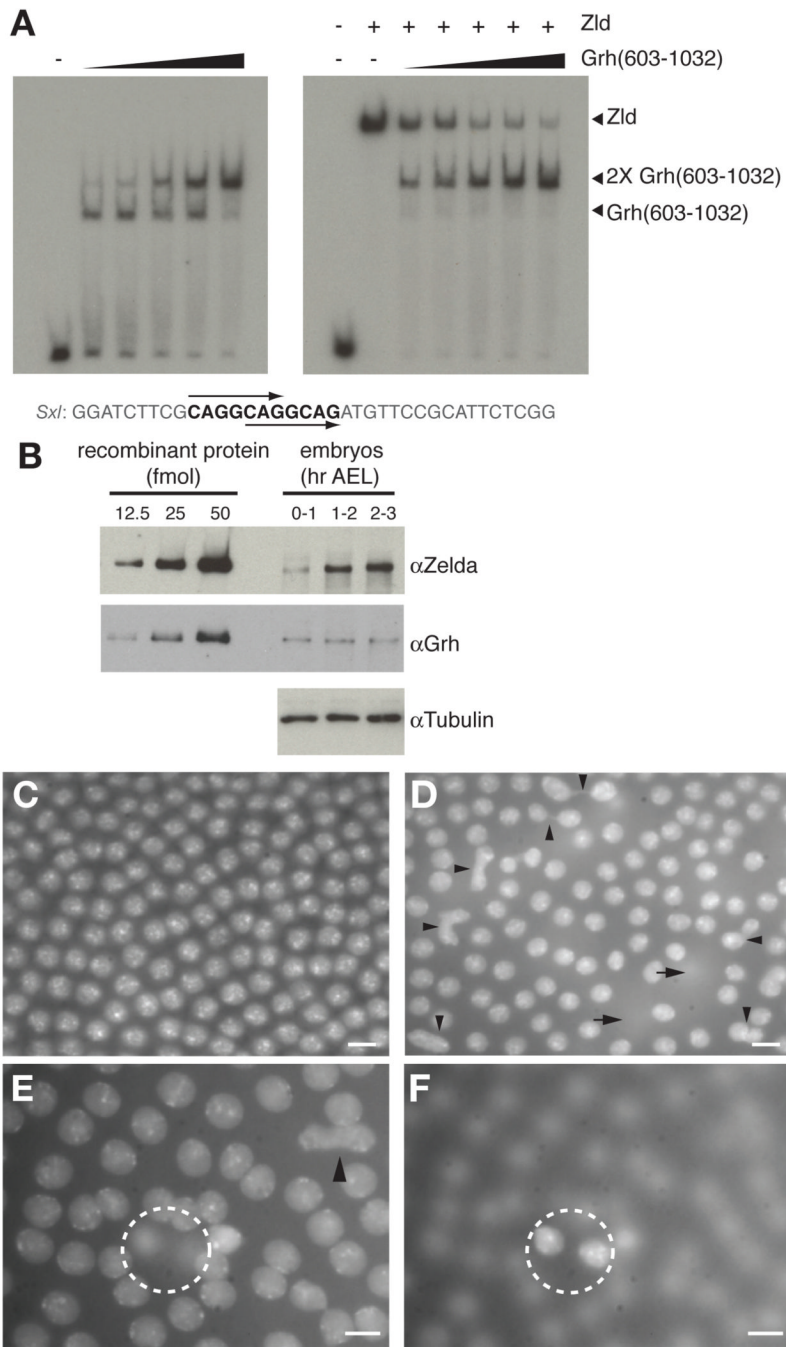 A
- + + + + + + Zld
- - - Grh(603-1032)
◄Zld
◄2X Grh(603-1032)
◄Grh(603-1032)
Sxl: GGATCTTCGCAGGCAGGCAGATGTTCCGCATTCTCGG
B
recombinant protein (fmol)
embryos (hr AEL)
12.5 25 50 0-1 1-2 2-3
αZelda
αGrh
αTubulin
C
D
E
F